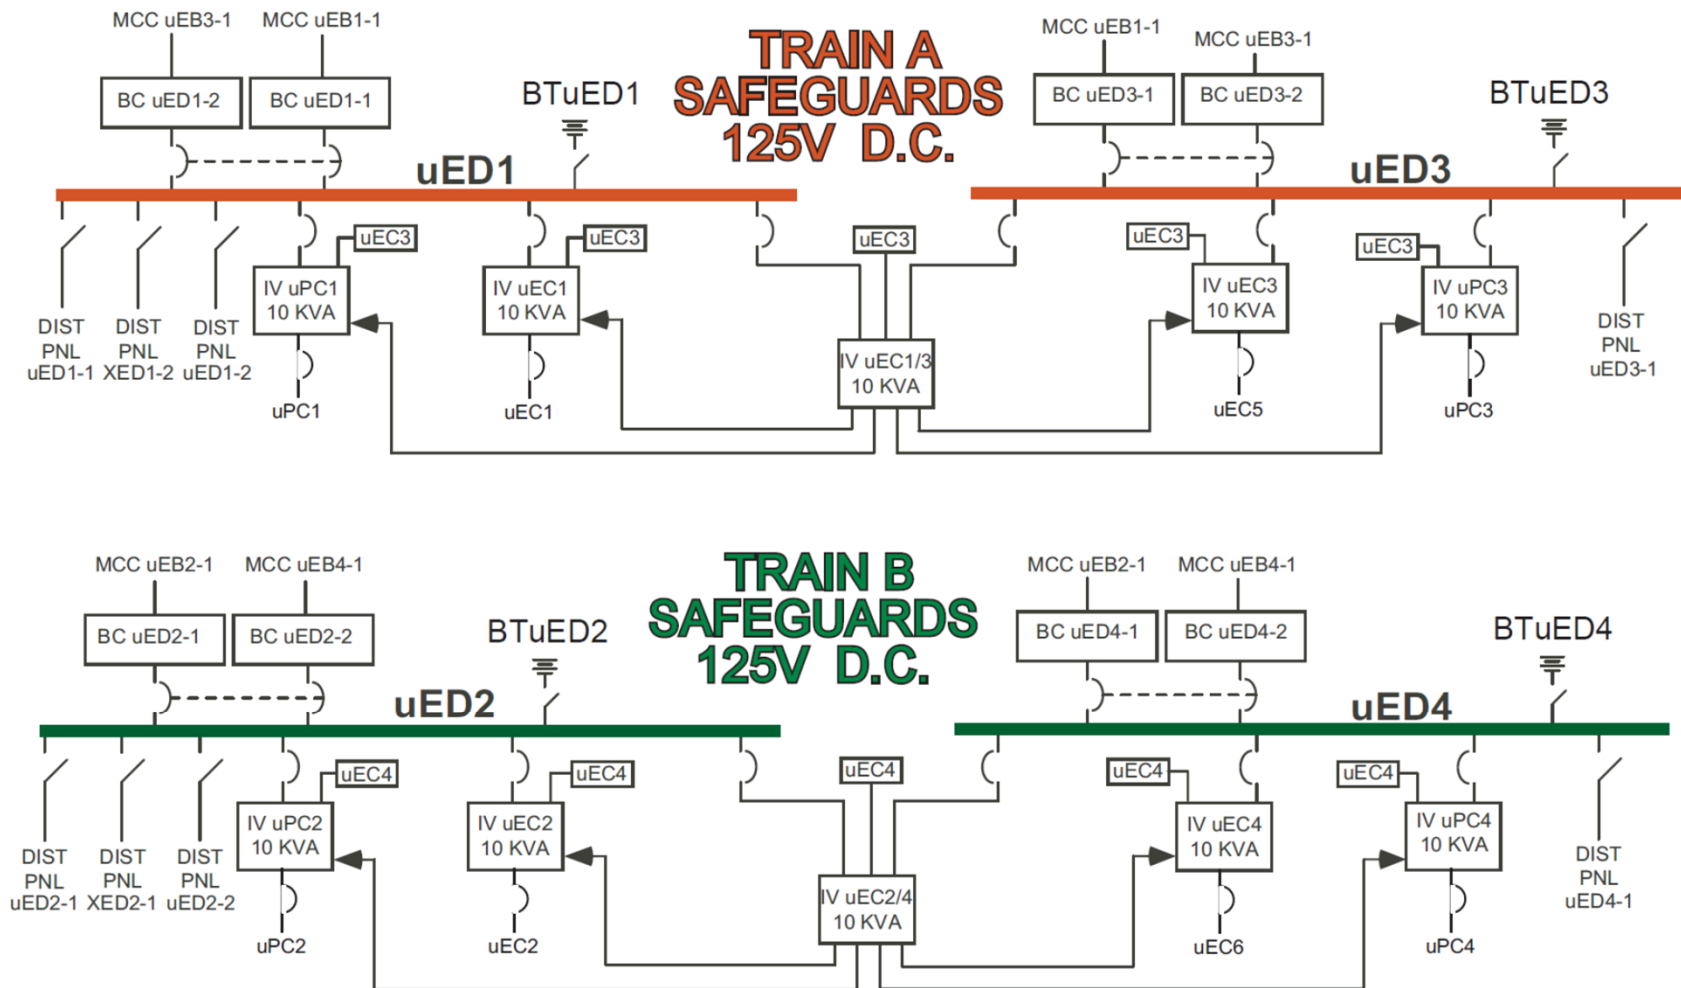 MCC uEB3-1
MCC uEB1-1
BC uED1-2
BC uED1-1
BTuED1
uED1
TRAIN A
SAFEGUARDS
125V D.C.
MCC uEB1-1
MCC uEB3-1
BC uED3-1
BC uED3-2
BTuED3
uED3
uEC3
uEC3
uEC3
uEC3
uEC3
IV uPC1
10 KVA
IV uEC1
10 KVA
IV uEC3
10 KVA
IV uPC3
10 KVA
DIST
PNL
uED1-1
DIST
PNL
XED1-2
DIST
PNL
uED1-2
DIST
PNL
uED3-1
IV uEC1/3
10 KVA
uPC1
uEC1
uEC5
uPC3
MCC uEB2-1
MCC uEB4-1
BC uED2-1
BC uED2-2
BTuED2
uED2
TRAIN B
SAFEGUARDS
125V D.C.
MCC uEB2-1
MCC uEB4-1
BC uED4-1
BC uED4-2
BTuED4
uED4
uEC4
uEC4
uEC4
uEC4
uEC4
IV uPC2
10 KVA
IV uEC2
10 KVA
IV uEC4
10 KVA
IV uPC4
10 KVA
DIST
PNL
uED2-1
DIST
PNL
XED2-1
DIST
PNL
uED2-2
DIST
PNL
uED4-1
IV uEC2/4
10 KVA
uPC2
uEC2
uEC6
uPC4